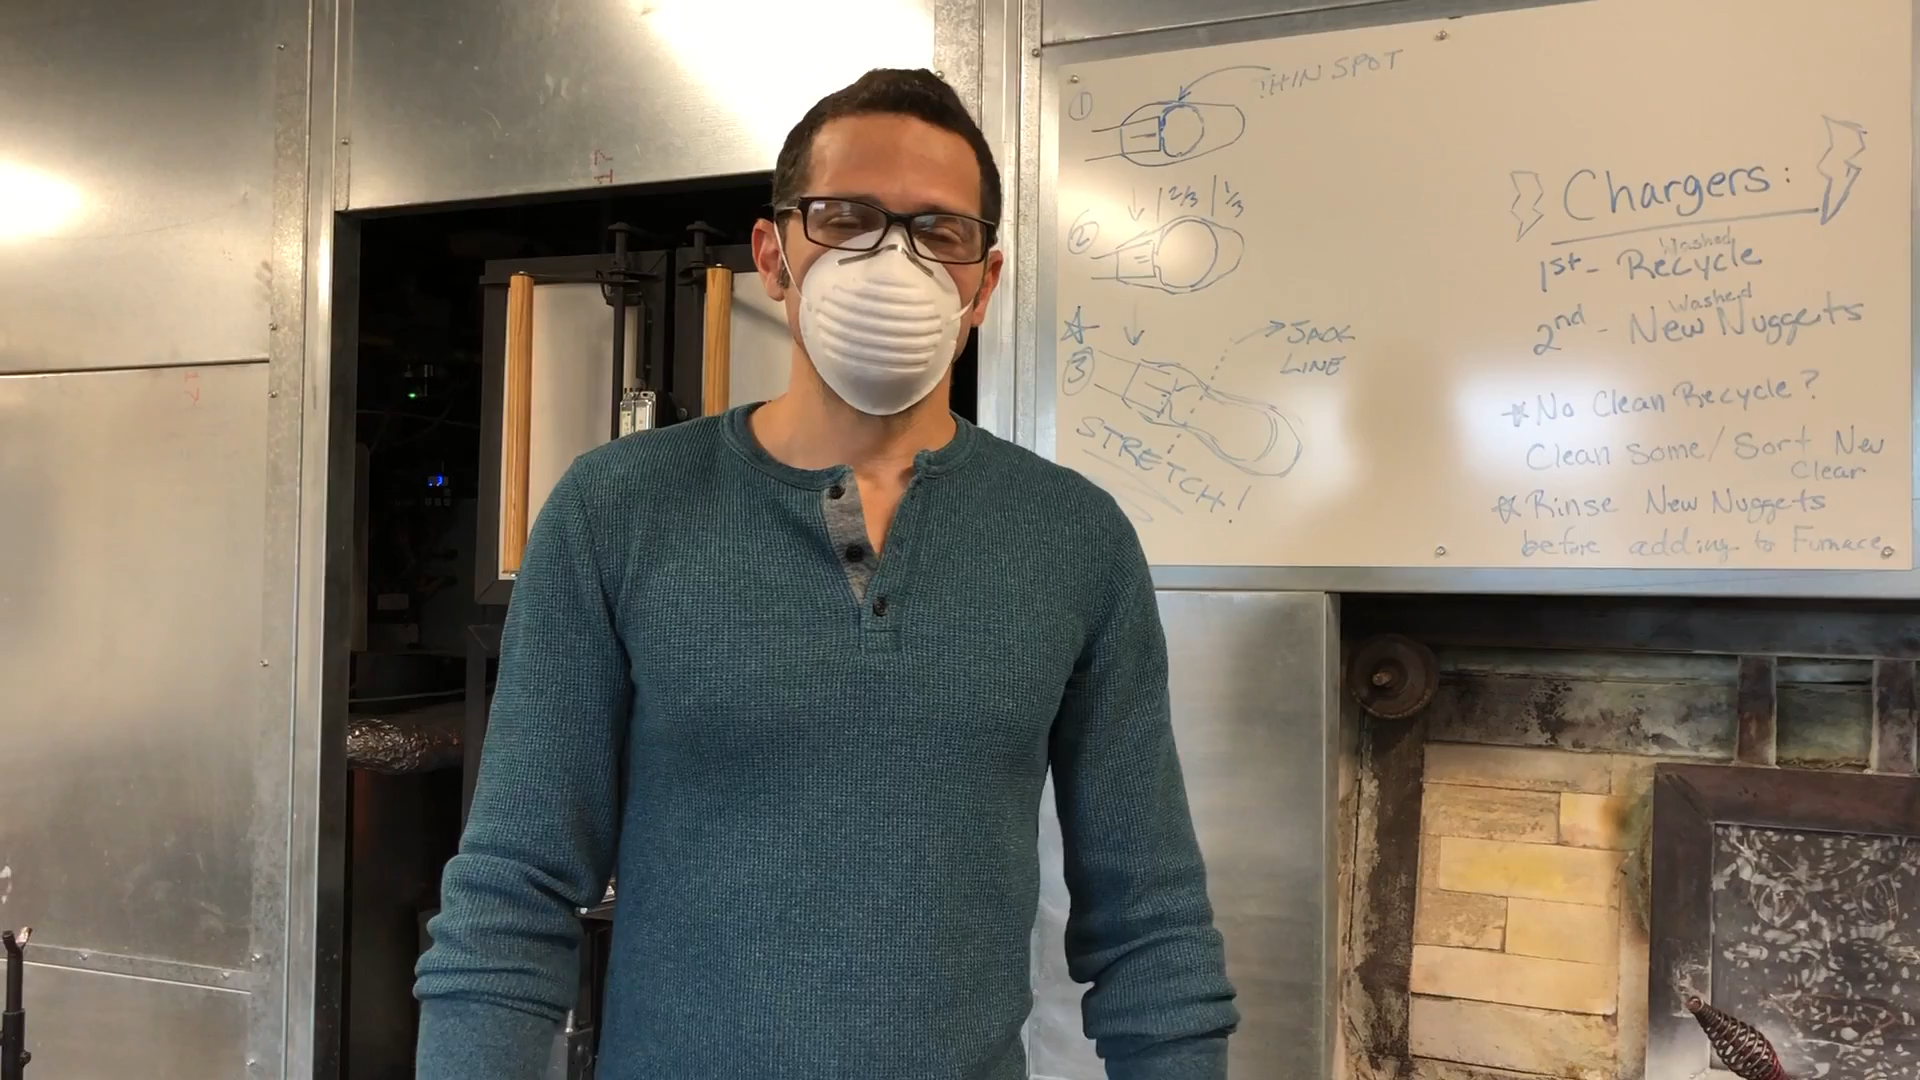 ① THIN SPOT
2/3 1/3
②
③ JACK
LINE
STRETCH!
Chargers:
Washed
1st - Recycle
Washed
2nd - New Nuggets
No Clean Recycle?
Clean Some/Sort New
Clear
Rinse New Nuggets
before adding to Furnace
17